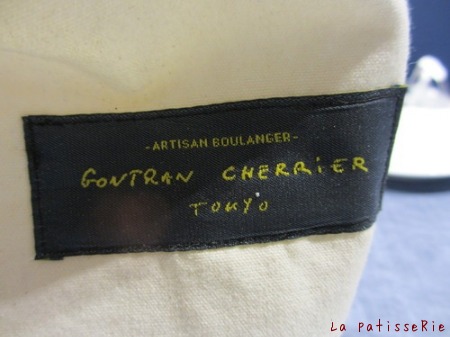 -ARTISAN BOULANGER-
GONTRAN CHERRiER
TOKYO
La patisseRie